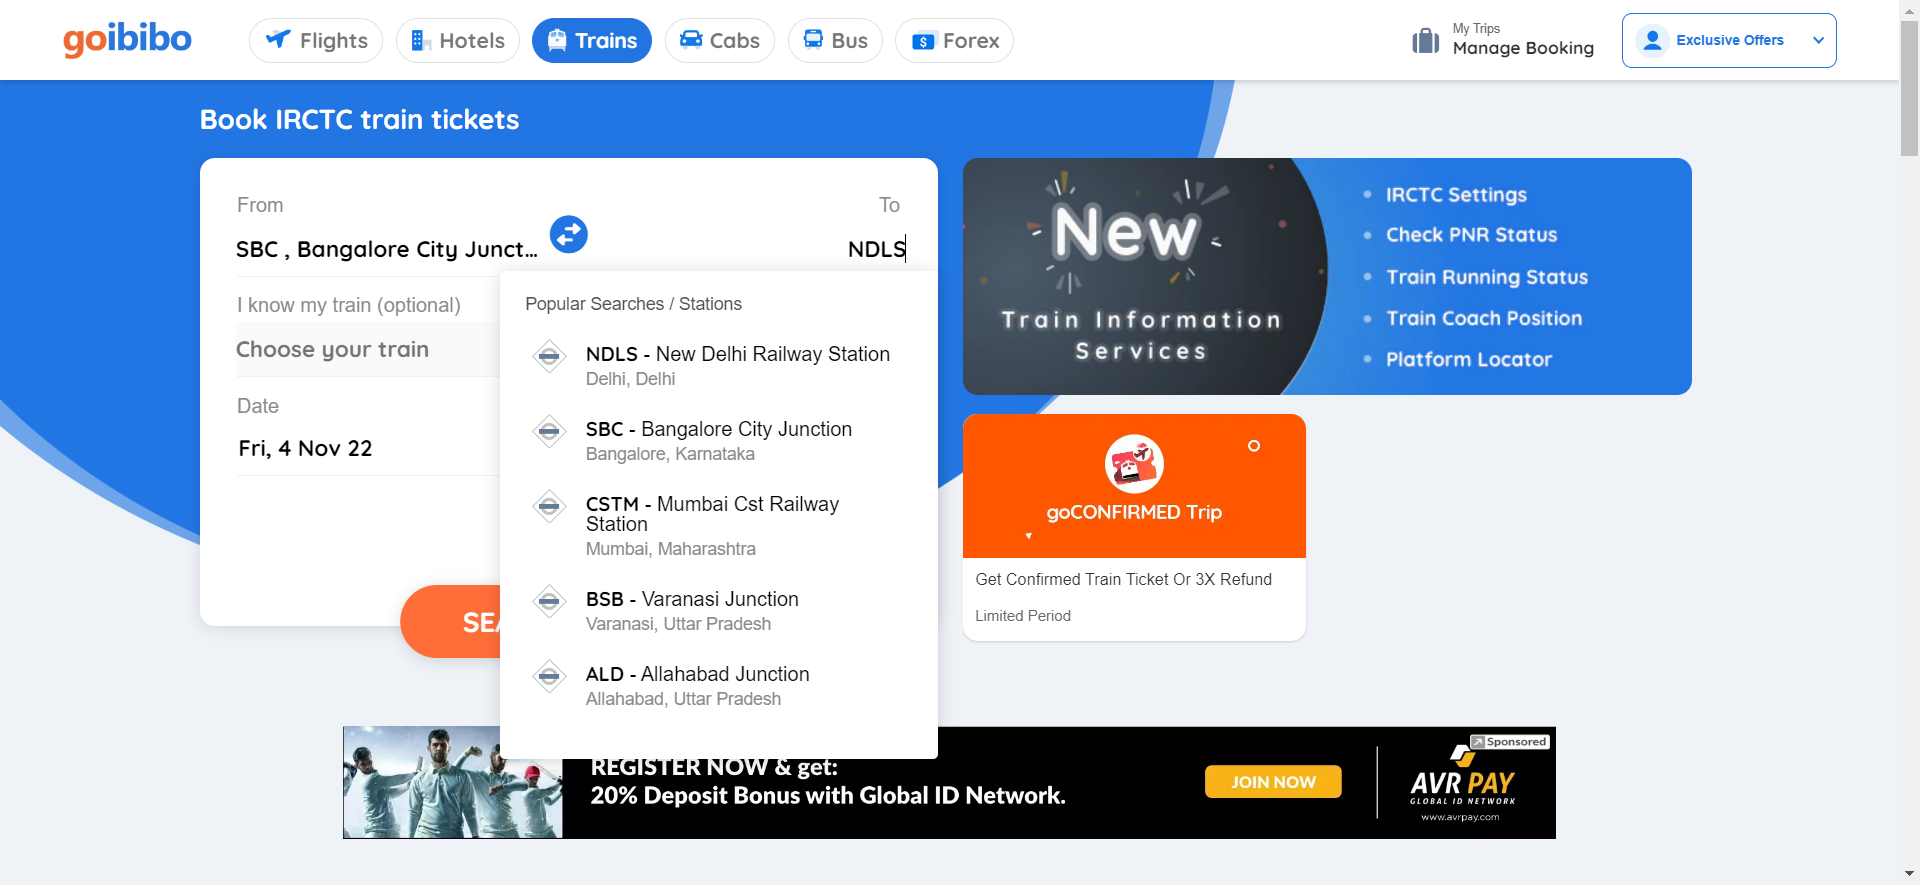 goibibo
Flights
Hotels
Trains
Cabs
Bus
Forex
My Trips
Manage Booking
Exclusive Offers
Book IRCTC train tickets
From
To
SBC , Bangalore City Junct...
NDLS
I know my train (optional)
Choose your train
Date
Fri, 4 Nov 22
Popular Searches / Stations
NDLS - New Delhi Railway Station
Delhi, Delhi
SBC - Bangalore City Junction
Bangalore, Karnataka
CSTM - Mumbai Cst Railway
Station
Mumbai, Maharashtra
BSB - Varanasi Junction
Varanasi, Uttar Pradesh
ALD - Allahabad Junction
Allahabad, Uttar Pradesh
New
Train Information
Services
• IRCTC Settings
• Check PNR Status
• Train Running Status
• Train Coach Position
• Platform Locator
goCONFIRMED Trip
Get Confirmed Train Ticket Or 3X Refund
Limited Period
REGISTER NOW & get:
20% Deposit Bonus with Global ID Network.
JOIN NOW
Sponsored
AVR PAY
GLOBAL ID NETWORK
www.avrpay.com